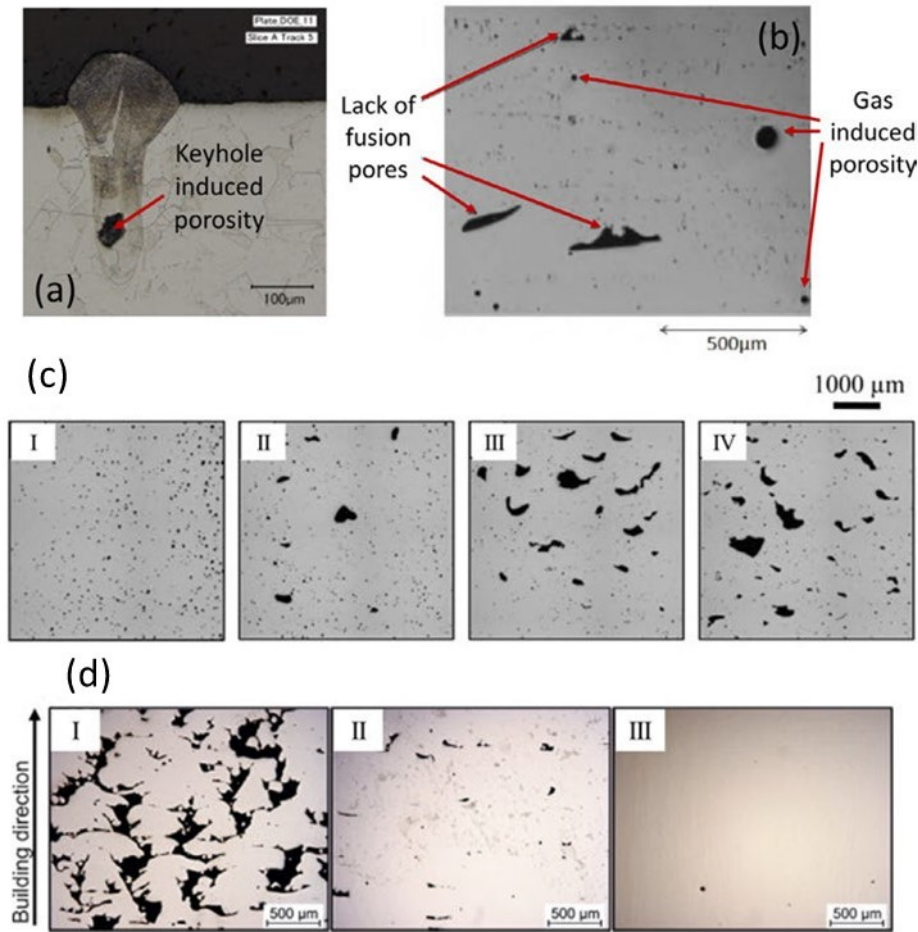 Plate DOE 11
Slice A Track 5
Keyhole
induced
porosity
(a)
100µm
Lack of
fusion
pores
(b)
Gas
induced
porosity
500µm
(c)
1000 µm
I
II
III
IV
(d)
Building direction
I
500 µm
II
500 µm
III
500 µm